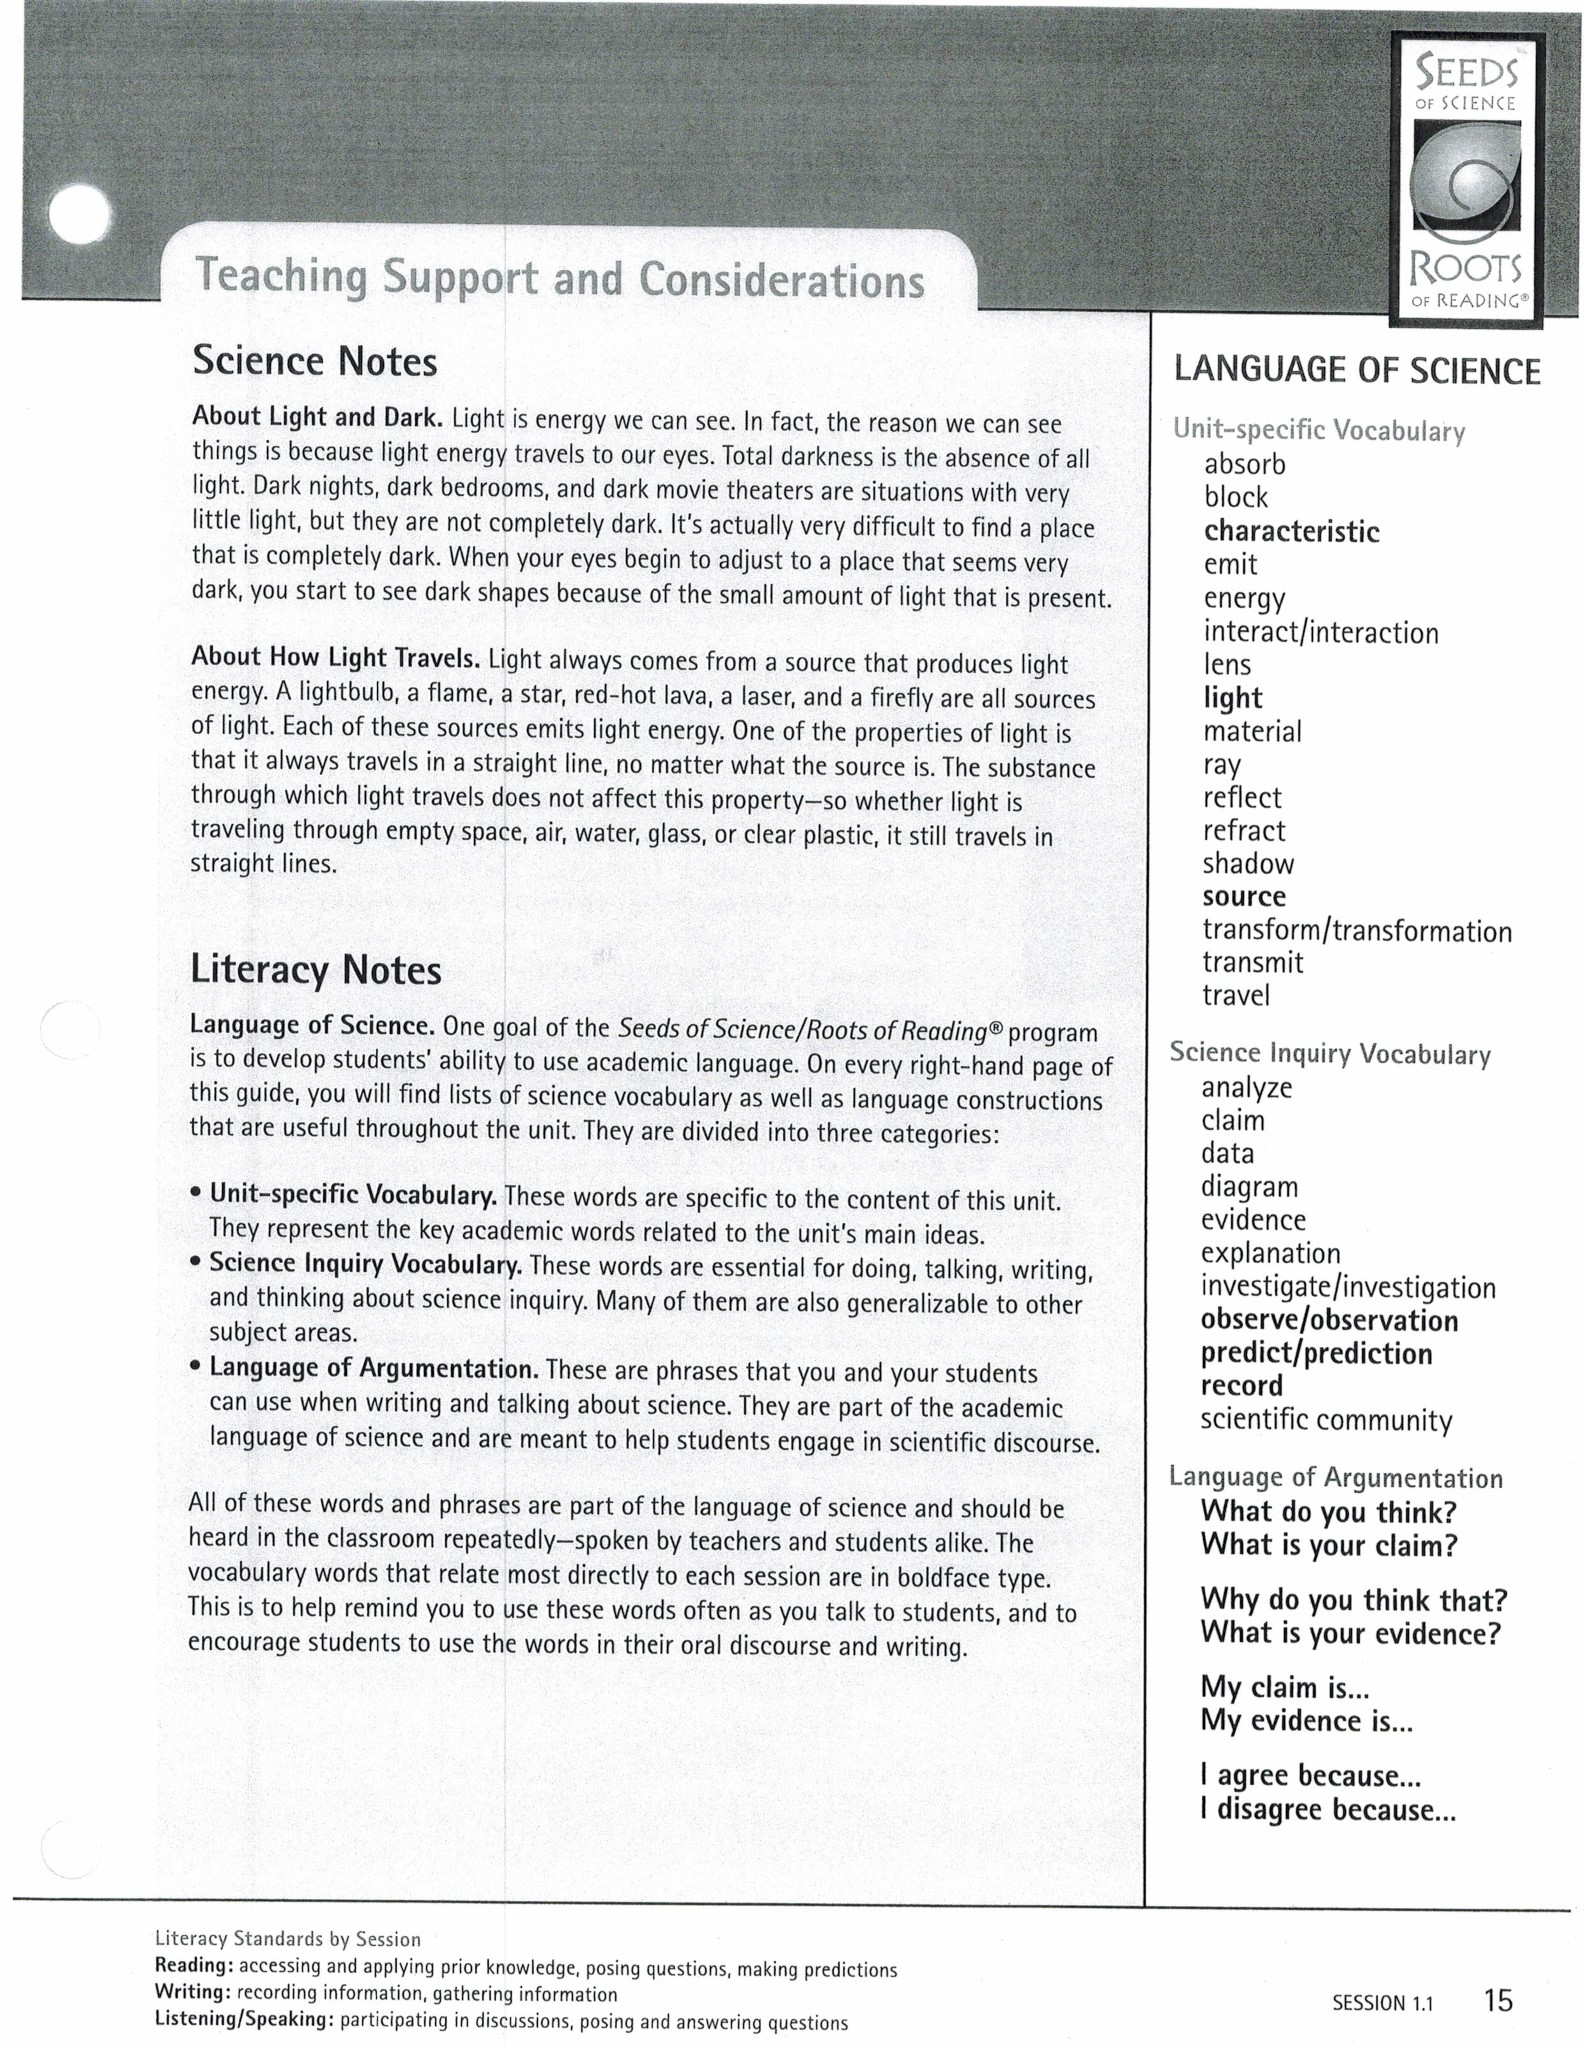 SEEDS
OF SCIENCE
ROOTS
OF READING®
Teaching Support and Considerations
Science Notes
About Light and Dark. Light is energy we can see. In fact, the reason we can see
things is because light energy travels to our eyes. Total darkness is the absence of all
light. Dark nights, dark bedrooms, and dark movie theaters are situations with very
little light, but they are not completely dark. It's actually very difficult to find a place
that is completely dark. When your eyes begin to adjust to a place that seems very
dark, you start to see dark shapes because of the small amount of light that is present.
About How Light Travels. Light always comes from a source that produces light
energy. A lightbulb, a flame, a star, red-hot lava, a laser, and a firefly are all sources
of light. Each of these sources emits light energy. One of the properties of light is
that it always travels in a straight line, no matter what the source is. The substance
through which light travels does not affect this property—so whether light is
traveling through empty space, air, water, glass, or clear plastic, it still travels in
straight lines.
Literacy Notes
Language of Science. One goal of the Seeds of Science/Roots of Reading® program
is to develop students' ability to use academic language. On every right-hand page of
this guide, you will find lists of science vocabulary as well as language constructions
that are useful throughout the unit. They are divided into three categories:
• Unit-specific Vocabulary. These words are specific to the content of this unit.
They represent the key academic words related to the unit's main ideas.
• Science Inquiry Vocabulary. These words are essential for doing, talking, writing,
and thinking about science inquiry. Many of them are also generalizable to other
subject areas.
• Language of Argumentation. These are phrases that you and your students
can use when writing and talking about science. They are part of the academic
language of science and are meant to help students engage in scientific discourse.
All of these words and phrases are part of the language of science and should be
heard in the classroom repeatedly—spoken by teachers and students alike. The
vocabulary words that relate most directly to each session are in boldface type.
This is to help remind you to use these words often as you talk to students, and to
encourage students to use the words in their oral discourse and writing.
LANGUAGE OF SCIENCE
Unit-specific Vocabulary
absorb
block
characteristic
emit
energy
interact/interaction
lens
light
material
ray
reflect
refract
shadow
source
transform/transformation
transmit
travel
Science Inquiry Vocabulary
analyze
claim
data
diagram
evidence
explanation
investigate/investigation
observe/observation
predict/prediction
record
scientific community
Language of Argumentation
What do you think?
What is your claim?
Why do you think that?
What is your evidence?
My claim is...
My evidence is...
I agree because...
I disagree because...
Literacy Standards by Session
Reading: accessing and applying prior knowledge, posing questions, making predictions
Writing: recording information, gathering information
Listening/Speaking: participating in discussions, posing and answering questions
SESSION 1.1 15